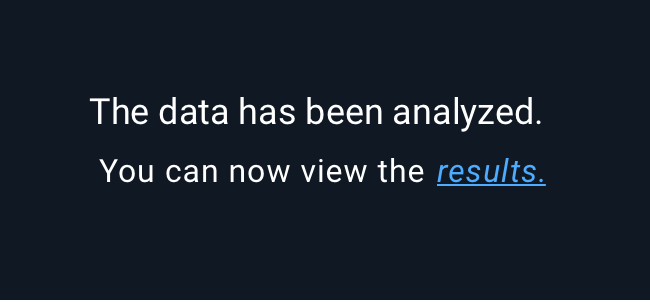 The data has been analyzed.
You can now view the results.